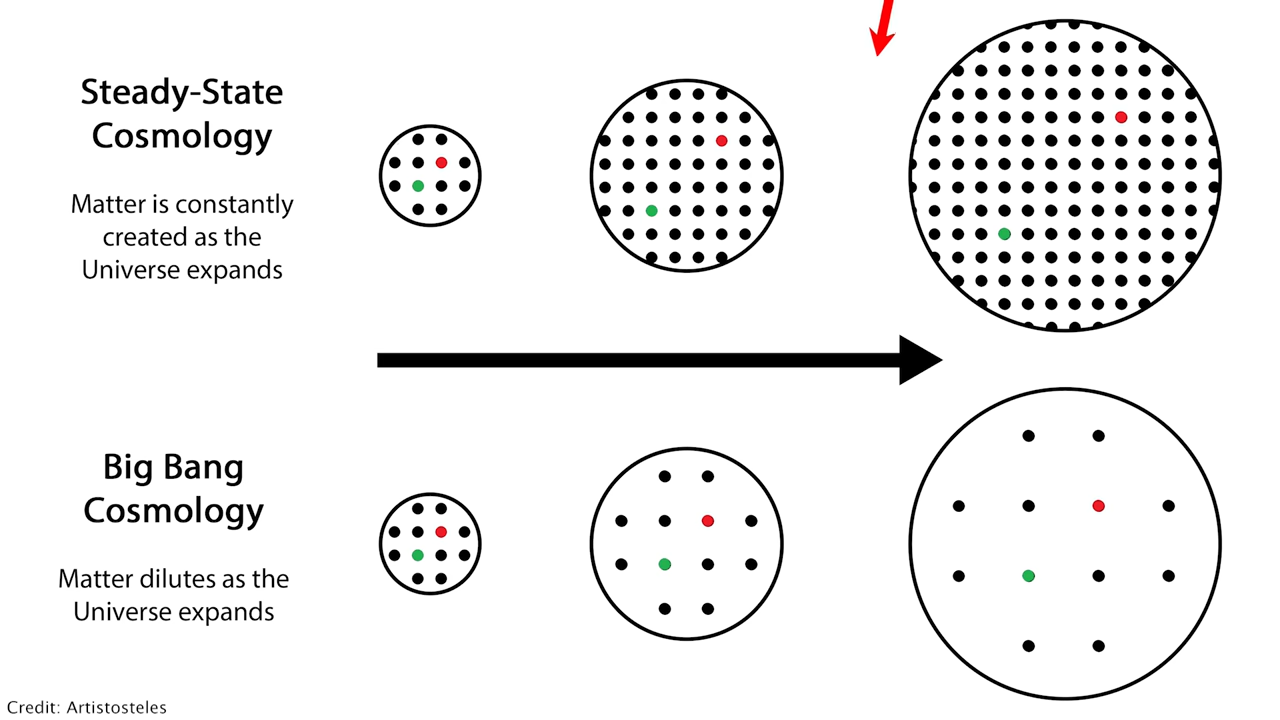 Steady-State
Cosmology
Matter is constantly
created as the
Universe expands
Big Bang
Cosmology
Matter dilutes as the
Universe expands
Credit: Artistosteles